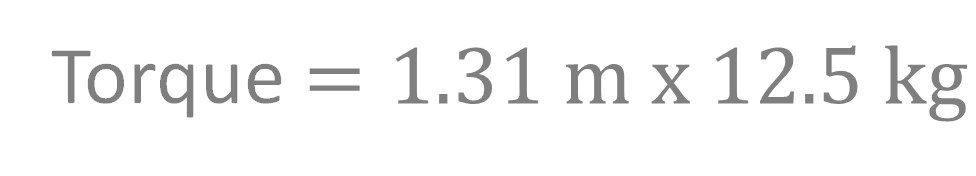 Torque = 1.31 m x 12.5 kg